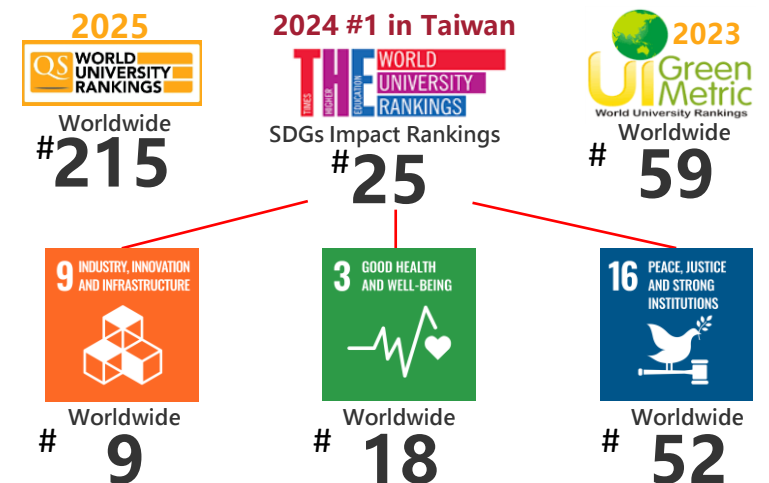 2025
QS WORLD
UNIVERSITY
RANKINGS
Worldwide
#215
2024 #1 in Taiwan
THE
TIMES HIGHER EDUCATION
WORLD
UNIVERSITY
RANKINGS
SDGs Impact Rankings
#25
2023
UI Green
Metric
World University Rankings
Worldwide
# 59
9 INDUSTRY, INNOVATION
AND INFRASTRUCTURE
Worldwide
# 9
3 GOOD HEALTH
AND WELL-BEING
Worldwide
# 18
16 PEACE, JUSTICE
AND STRONG
INSTITUTIONS
Worldwide
# 52